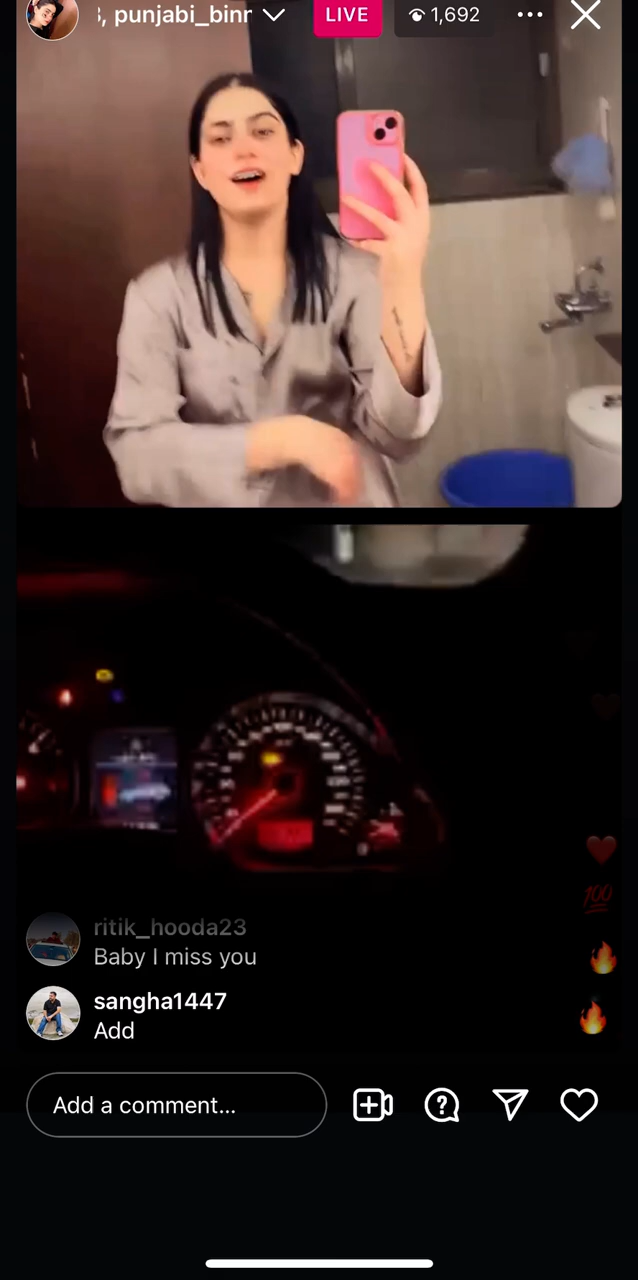 , punjabi_binr
LIVE
1,692
ritik_hooda23
Baby I miss you
sangha1447
Add
Add a comment...